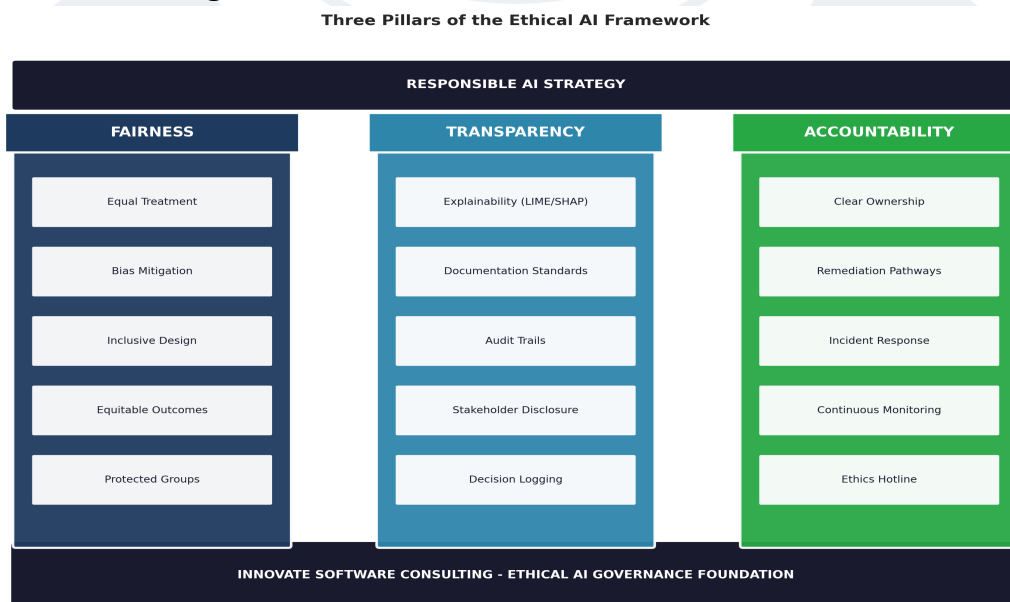 Three Pillars of the Ethical AI Framework
RESPONSIBLE AI STRATEGY
FAIRNESS
Equal Treatment
Bias Mitigation
Inclusive Design
Equitable Outcomes
Protected Groups
TRANSPARENCY
Explainability (LIME/SHAP)
Documentation Standards
Audit Trails
Stakeholder Disclosure
Decision Logging
ACCOUNTABILITY
Clear Ownership
Remediation Pathways
Incident Response
Continuous Monitoring
Ethics Hotline
INNOVATE SOFTWARE CONSULTING - ETHICAL AI GOVERNANCE FOUNDATION